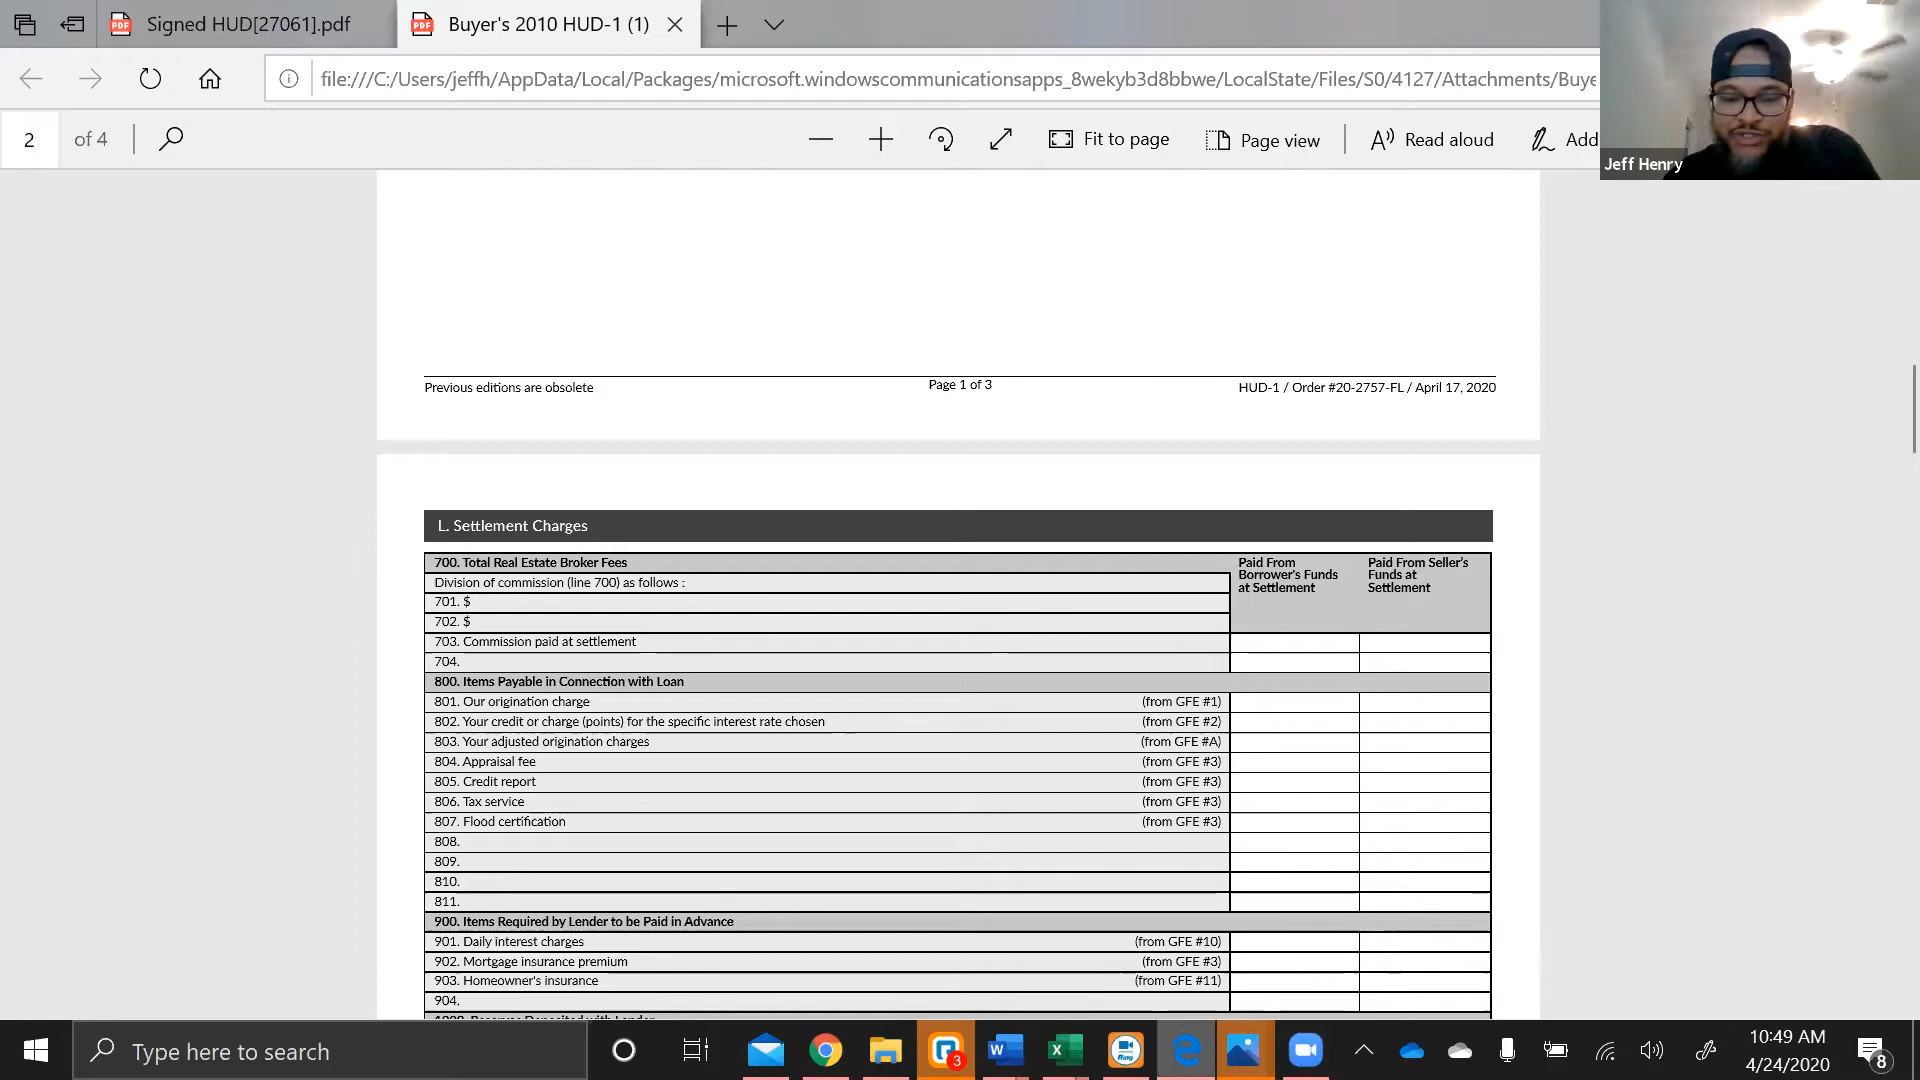 Signed HUD[27061].pdf
Buyer's 2010 HUD-1 (1)
file:///C:/Users/jeffh/AppData/Local/Packages/microsoft.windowscommunicationsapps_8wekyb3d8bbwe/LocalState/Files/S0/4127/Attachments/Buye
2 of 4
Fit to page
Page view
Read aloud
Add
Jeff Henry
Previous editions are obsolete
Page 1 of 3
HUD-1 / Order #20-2757-FL / April 17, 2020
L. Settlement Charges
700. Total Real Estate Broker Fees
Paid From Borrower's Funds at Settlement
Paid From Seller's Funds at Settlement
Division of commission (line 700) as follows :
701. $
702. $
703. Commission paid at settlement
704.
800. Items Payable in Connection with Loan
801. Our origination charge (from GFE #1)
802. Your credit or charge (points) for the specific interest rate chosen (from GFE #2)
803. Your adjusted origination charges (from GFE #A)
804. Appraisal fee (from GFE #3)
805. Credit report (from GFE #3)
806. Tax service (from GFE #3)
807. Flood certification (from GFE #3)
808.
809.
810.
811.
900. Items Required by Lender to be Paid in Advance
901. Daily interest charges (from GFE #10)
902. Mortgage insurance premium (from GFE #3)
903. Homeowner's insurance (from GFE #11)
904.
Type here to search
3
Ring
10:49 AM
4/24/2020
8